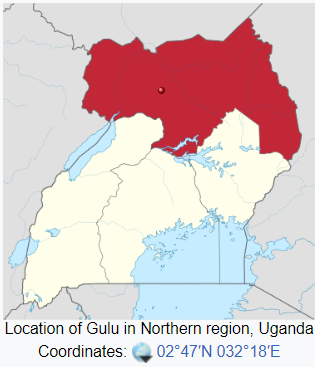 Location of Gulu in Northern region, Uganda
Coordinates: 02°47′N 032°18′E